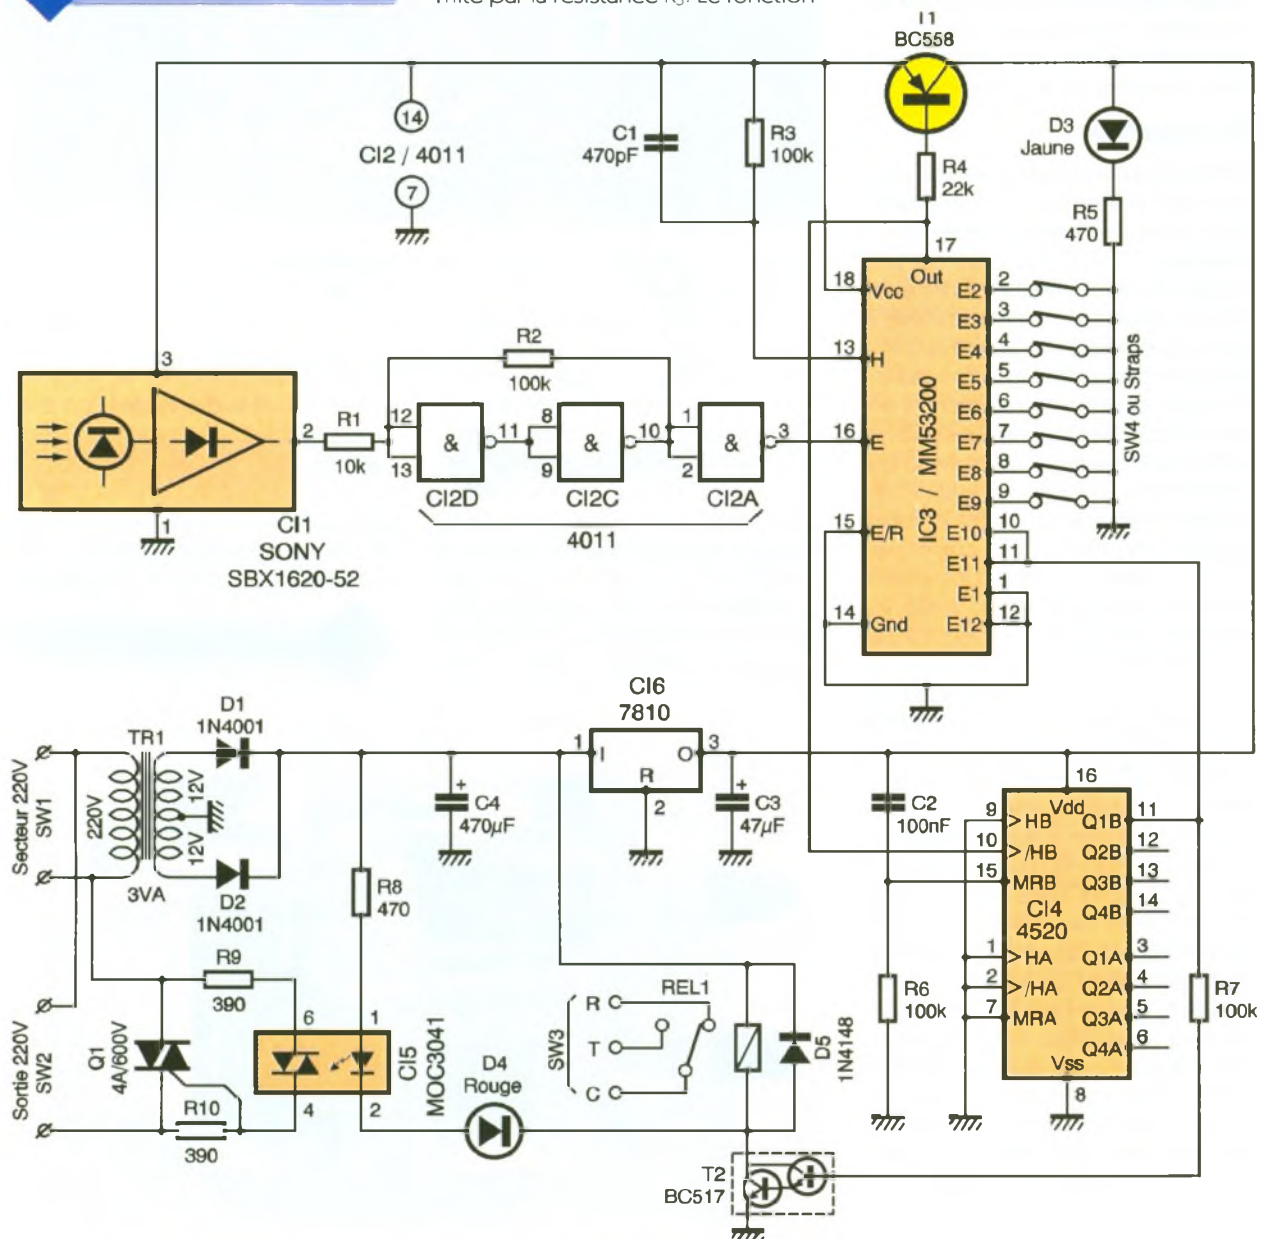 T1
BC558
14
CI2 / 4011
7
C1
470pF
R3
100k
R4
22k
D3
Jaune
R5
470
17
Out
18
Vcc
13
H
16
E
15
E/R
14
Gnd
IC3 / MM53200
E2
2
E3
3
E4
4
E5
5
E6
6
E7
7
E8
8
E9
9
E10
10
E11
11
E1
1
E12
12
SW4 ou Straps
3
2
1
CI1
SONY
SBX1620-52
R1
10k
R2
100k
12
13
&
11
CI2D
8
9
&
10
CI2C
1
2
&
3
CI2A
4011
Secteur 220V
SW1
TR1
220V
12V
12V
3VA
D1
1N4001
D2
1N4001
CI6
7810
1
I
O
3
R
2
C4
+
470µF
C3
+
47µF
C2
100nF
R8
470
16
Vdd
9
>HB
10
>/HB
15
MRB
CI4
4520
1
>HA
2
>/HA
7
MRA
Q1B
11
Q2B
12
Q3B
13
Q4B
14
Q1A
3
Q2A
4
Q3A
5
Q4A
6
Vss
8
R6
100k
R7
100k
Sortie 220V
SW2
Q1
4A/600V
R9
390
R10
390
6
1
4
2
CI5
MOC3041
D4
Rouge
SW3
R
T
C
REL1
D5
1N4148
T2
BC517